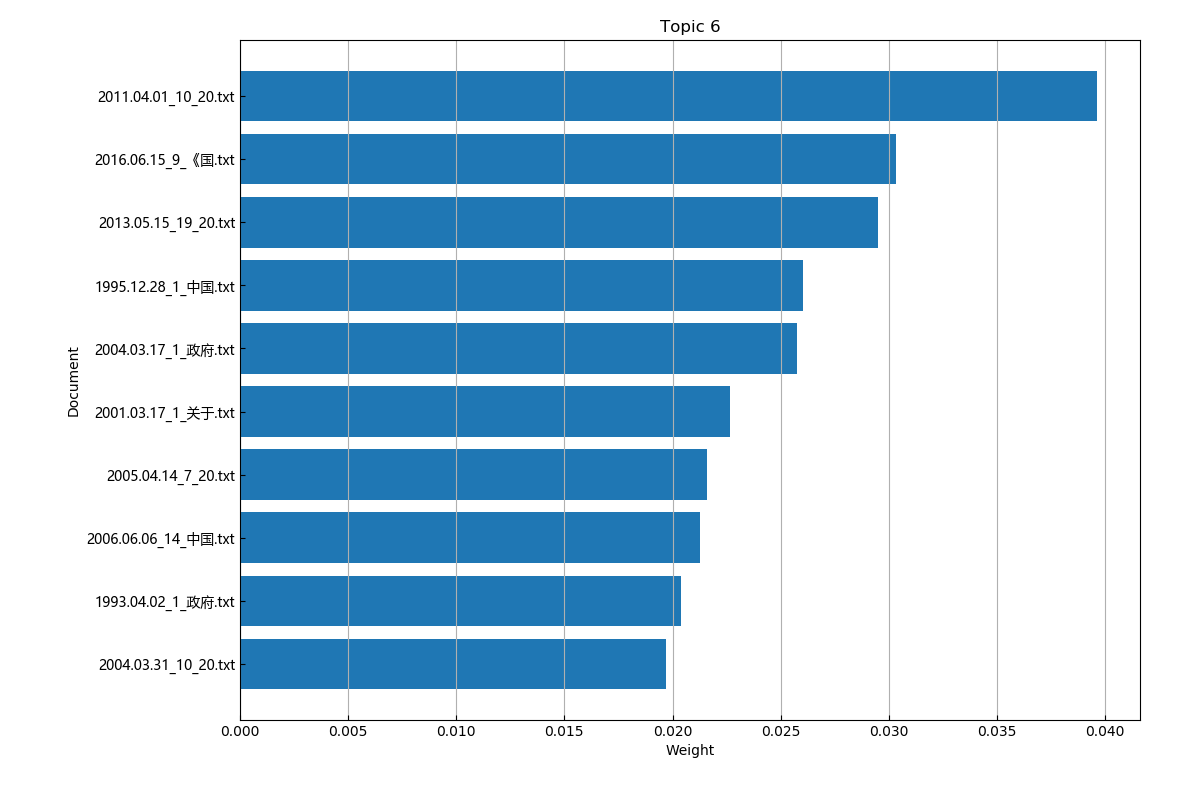 Topic 6
2011.04.01_10_20.txt
2016.06.15_9_《国.txt
2013.05.15_19_20.txt
1995.12.28_1_中国.txt
2004.03.17_1_政府.txt
2001.03.17_1_关于.txt
2005.04.14_7_20.txt
2006.06.06_14_中国.txt
1993.04.02_1_政府.txt
2004.03.31_10_20.txt
Document
0.000 0.005 0.010 0.015 0.020 0.025 0.030 0.035 0.040
Weight